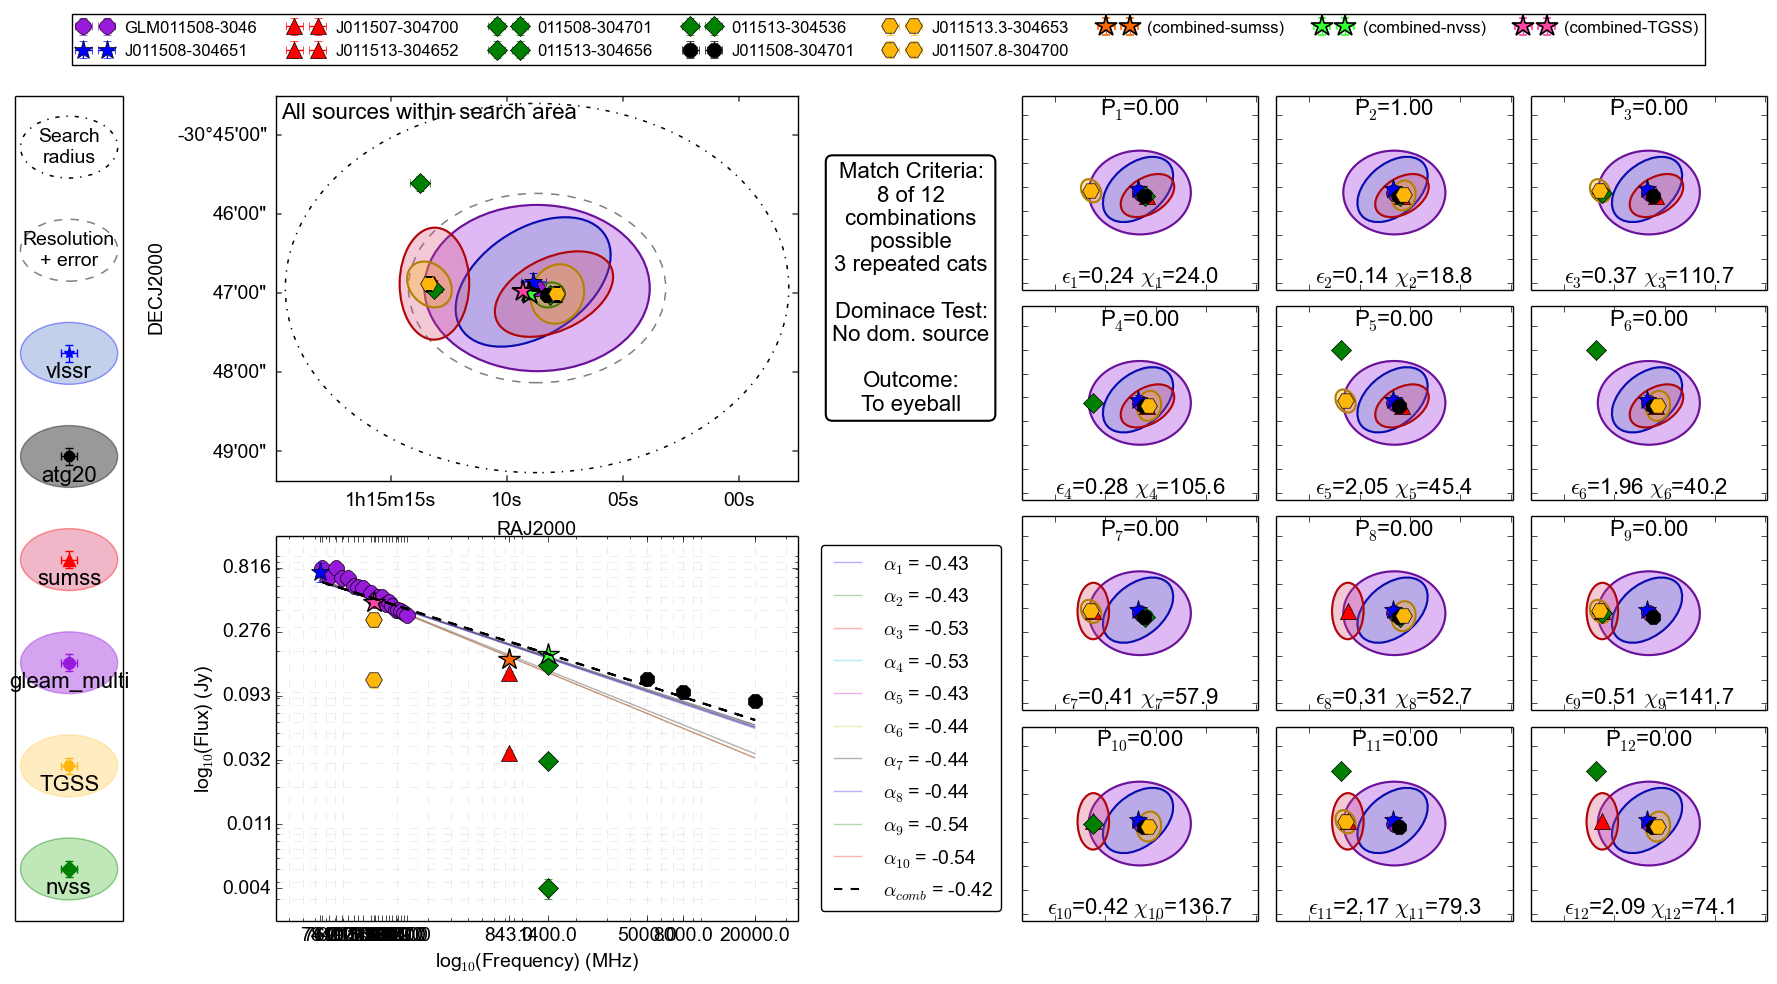 GLM011508-3046 J011507-304700 011508-304701 011513-304536 J011513.3-304653 (combined-sumss) (combined-nvss) (combined-TGSS)
J011508-304651 J011513-304652 011513-304656 J011508-304701 J011507.8-304700
Search
radius
Resolution
+ error
vlssr
atg20
sumss
gleam_multi
TGSS
nvss
All sources within search area
-30°45'00"
46'00"
47'00"
48'00"
49'00"
DECJ2000
1h15m15s 10s 05s 00s
RAJ2000
Match Criteria:
8 of 12
combinations
possible
3 repeated cats
Dominace Test:
No dom. source
Outcome:
To eyeball
0.816
0.276
0.093
0.032
0.011
0.004
log10(Flux) (Jy)
843.0 1400.0 5000.0 8000.0 20000.0
log10(Frequency) (MHz)
α1 = -0.43
α2 = -0.43
α3 = -0.53
α4 = -0.53
α5 = -0.43
α6 = -0.44
α7 = -0.44
α8 = -0.44
α9 = -0.54
α10 = -0.54
αcomb = -0.42
P1=0.00
ϵ1=0.24 χ1=24.0
P2=1.00
ϵ2=0.14 χ2=18.8
P3=0.00
ϵ3=0.37 χ3=110.7
P4=0.00
ϵ4=0.28 χ4=105.6
P5=0.00
ϵ5=2.05 χ5=45.4
P6=0.00
ϵ6=1.96 χ6=40.2
P7=0.00
ϵ7=0.41 χ7=57.9
P8=0.00
ϵ8=0.31 χ8=52.7
P9=0.00
ϵ9=0.51 χ9=141.7
P10=0.00
ϵ10=0.42 χ10=136.7
P11=0.00
ϵ11=2.17 χ11=79.3
P12=0.00
ϵ12=2.09 χ12=74.1